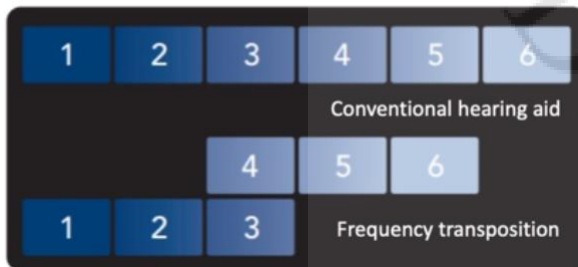 1 2 3 4 5 6
Conventional hearing aid
4 5 6
1 2 3 Frequency transposition